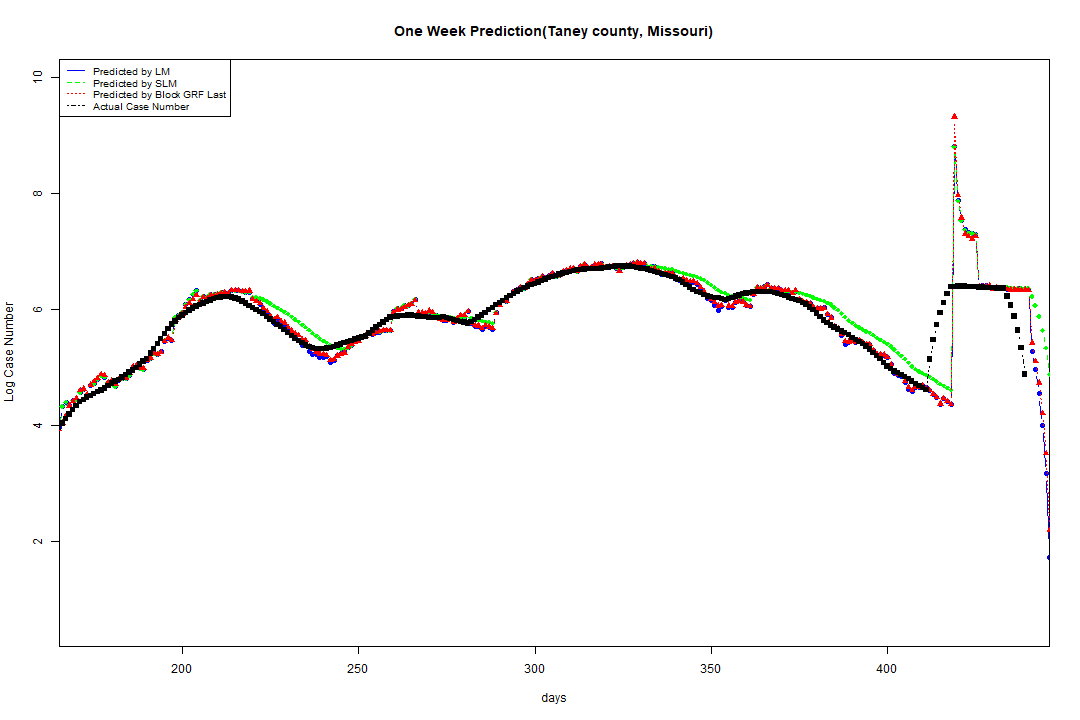 One Week Prediction(Taney county, Missouri)
Predicted by LM
Predicted by SLM
Predicted by Block GRF Last
Actual Case Number
10
8
6
4
2
Log Case Number
200
250
300
350
400
days